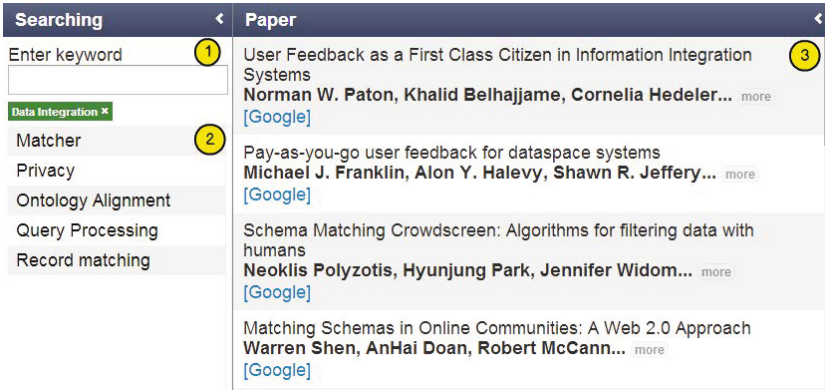 Searching
Enter keyword
1
Data Integration ×
Matcher
2
Privacy
Ontology Alignment
Query Processing
Record matching
Paper
3
User Feedback as a First Class Citizen in Information Integration
Systems
Norman W. Paton, Khalid Belhajjame, Cornelia Hedeler... more
[Google]
Pay-as-you-go user feedback for dataspace systems
Michael J. Franklin, Alon Y. Halevy, Shawn R. Jeffery... more
[Google]
Schema Matching Crowdscreen: Algorithms for filtering data with
humans
Neoklis Polyzotis, Hyunjung Park, Jennifer Widom... more
[Google]
Matching Schemas in Online Communities: A Web 2.0 Approach
Warren Shen, AnHai Doan, Robert McCann... more
[Google]